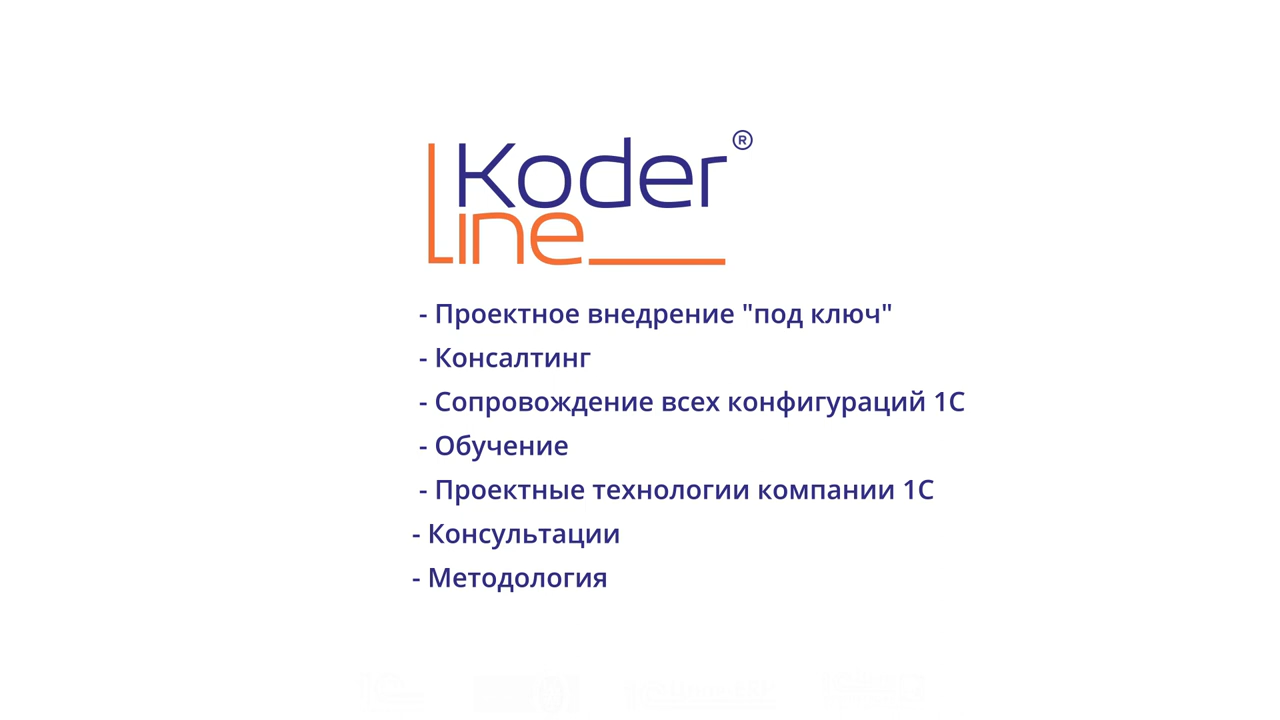 Koder®
Line
- Проектное внедрение "под ключ"
- Консалтинг
- Сопровождение всех конфигураций 1С
- Обучение
- Проектные технологии компании 1С
- Консультации
- Методология